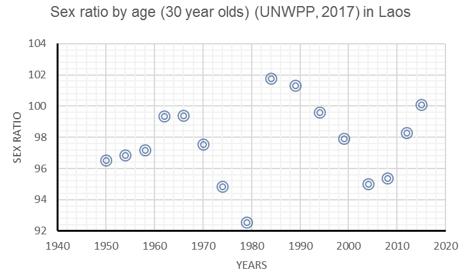 Sex ratio by age (30 year olds) (UNWPP, 2017) in Laos
104
102
100
98
96
94
92
SEX RATIO
1940 1950 1960 1970 1980 1990 2000 2010 2020
YEARS